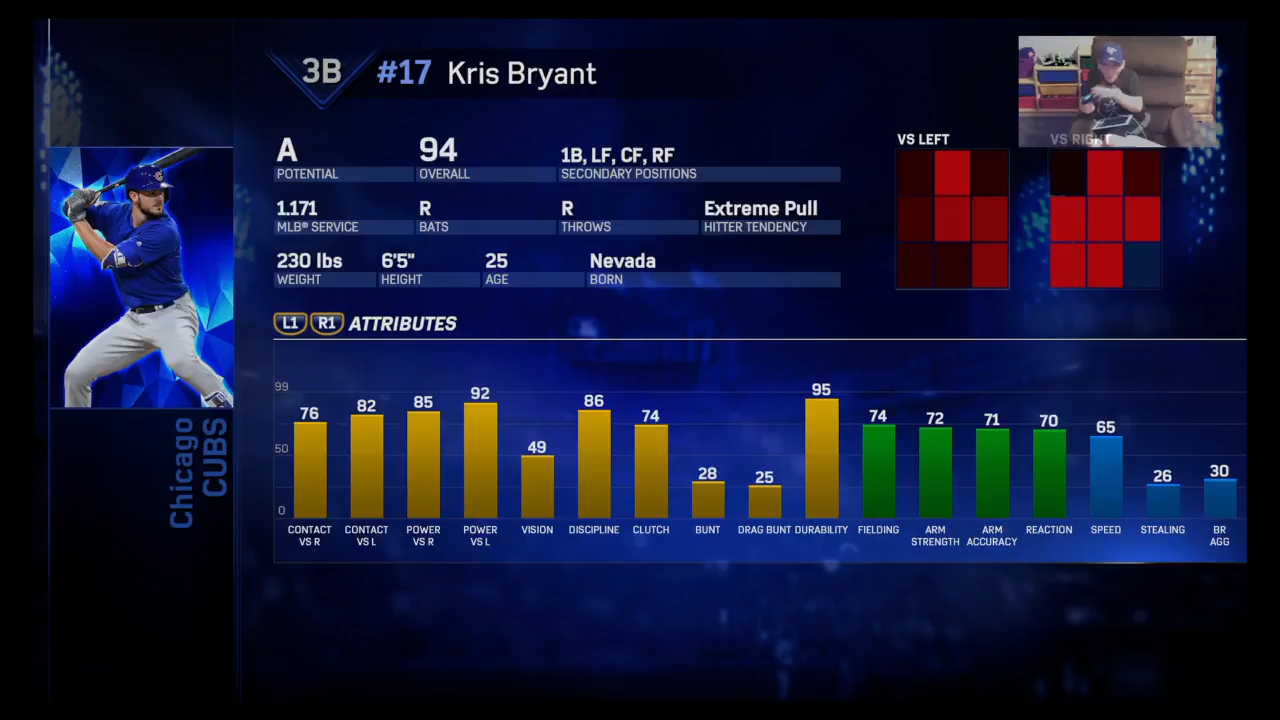 3B #17 Kris Bryant
A 94 1B, LF, CF, RF
POTENTIAL OVERALL SECONDARY POSITIONS
1.171 R R Extreme Pull
MLB® SERVICE BATS THROWS HITTER TENDENCY
230 lbs 6'5" 25 Nevada
WEIGHT HEIGHT AGE BORN
VS LEFT VS RIGHT
L1 R1 ATTRIBUTES
99
50
0
76 82 85 92 49 86 74 28 25 95 74 72 71 70 65 26 30
CONTACT VS R CONTACT VS L POWER VS R POWER VS L VISION DISCIPLINE CLUTCH BUNT DRAG BUNT DURABILITY FIELDING ARM STRENGTH ARM ACCURACY REACTION SPEED STEALING BR AGG
Chicago
CUBS